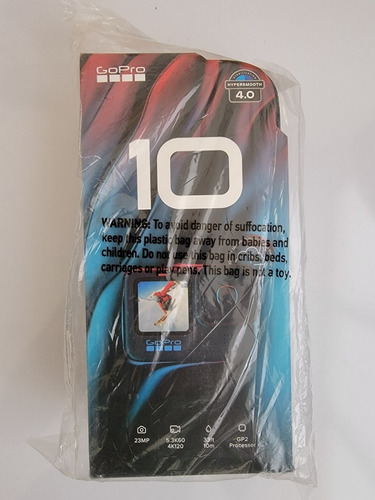 GoPro
HYPERSMOOTH
4.0
10
WARNING: To avoid danger of suffocation,
keep this plastic bag away from babies and
children. Do not use this bag in cribs, beds,
carriages or play pens. This bag is not a toy.
GoPro
23MP
5.3K60
4K120
33ft
10m
GP2
Processor